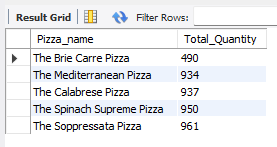 Result Grid Filter Rows:
Pizza_name Total_Quantity
The Brie Carre Pizza 490
The Mediterranean Pizza 934
The Calabrese Pizza 937
The Spinach Supreme Pizza 950
The Soppressata Pizza 961